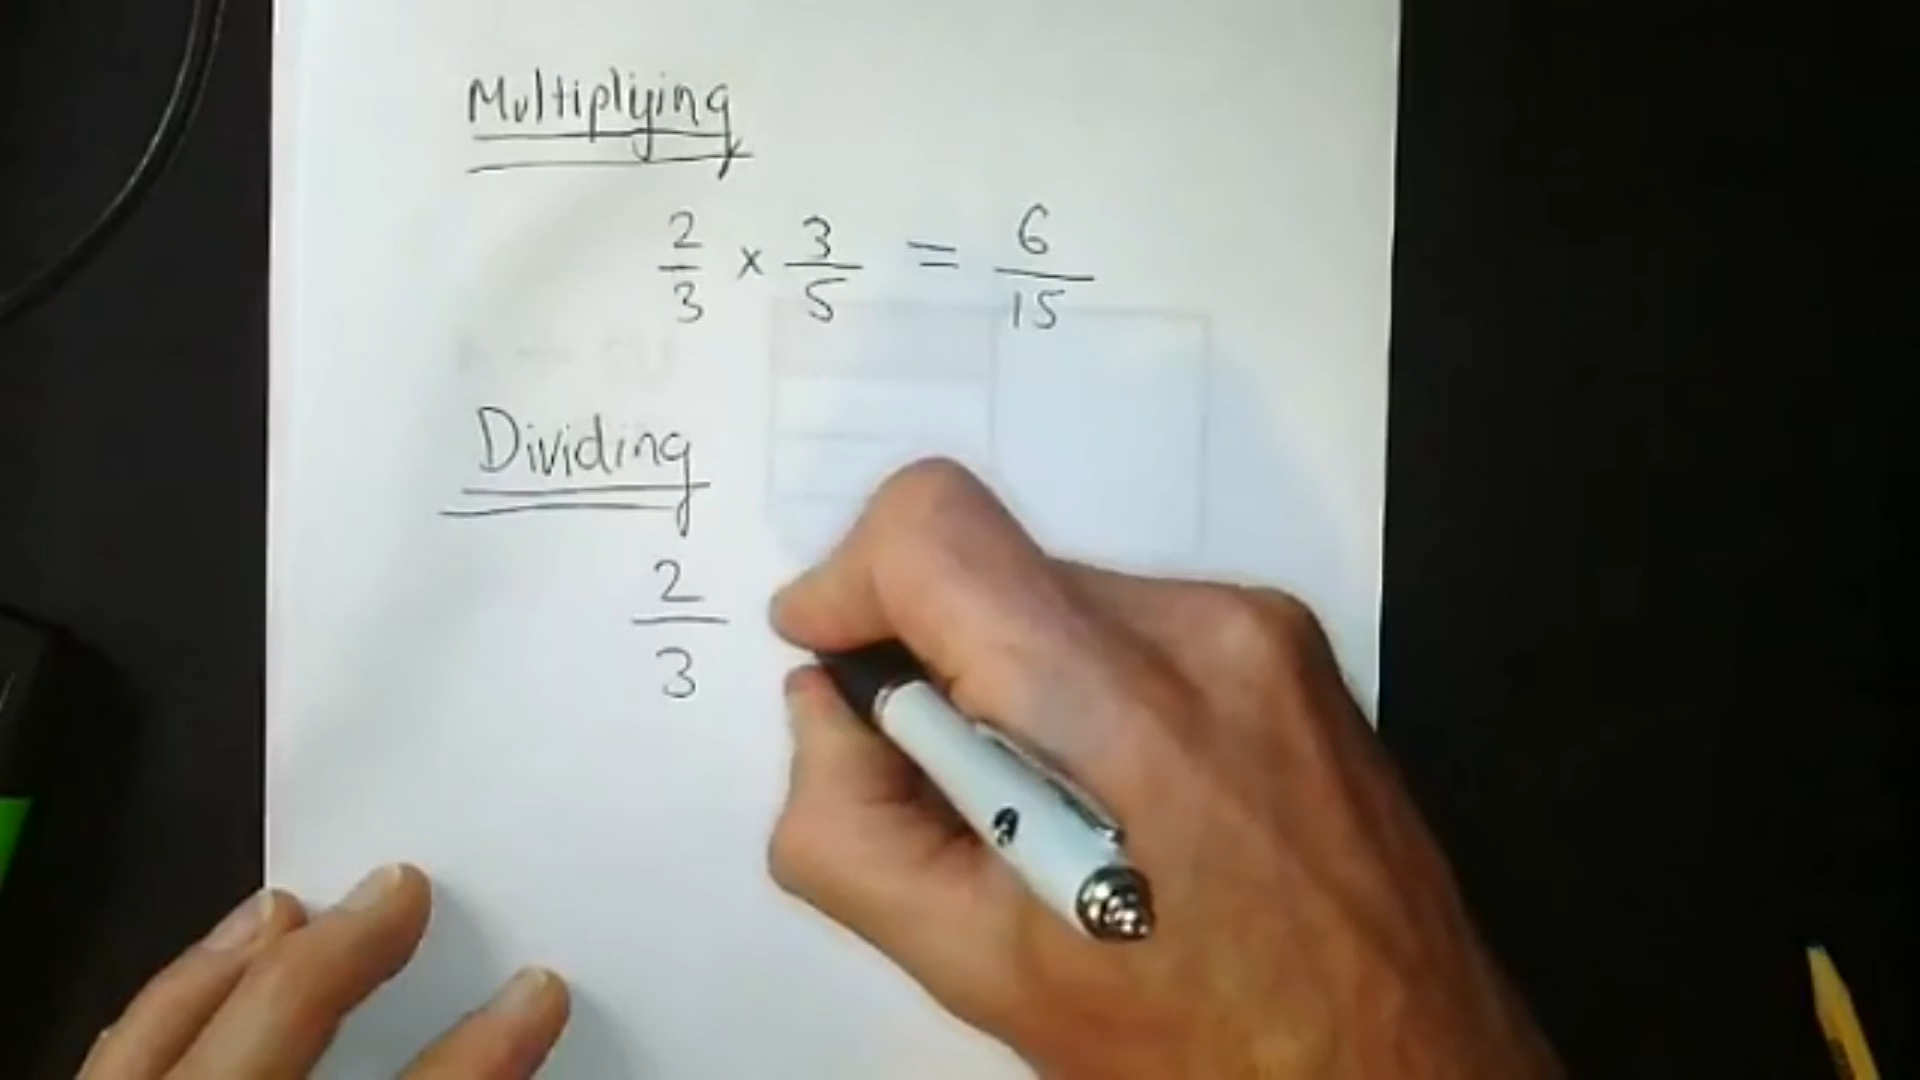 Multiplying
2/3 × 3/5 = 6/15
Dividing
2/3